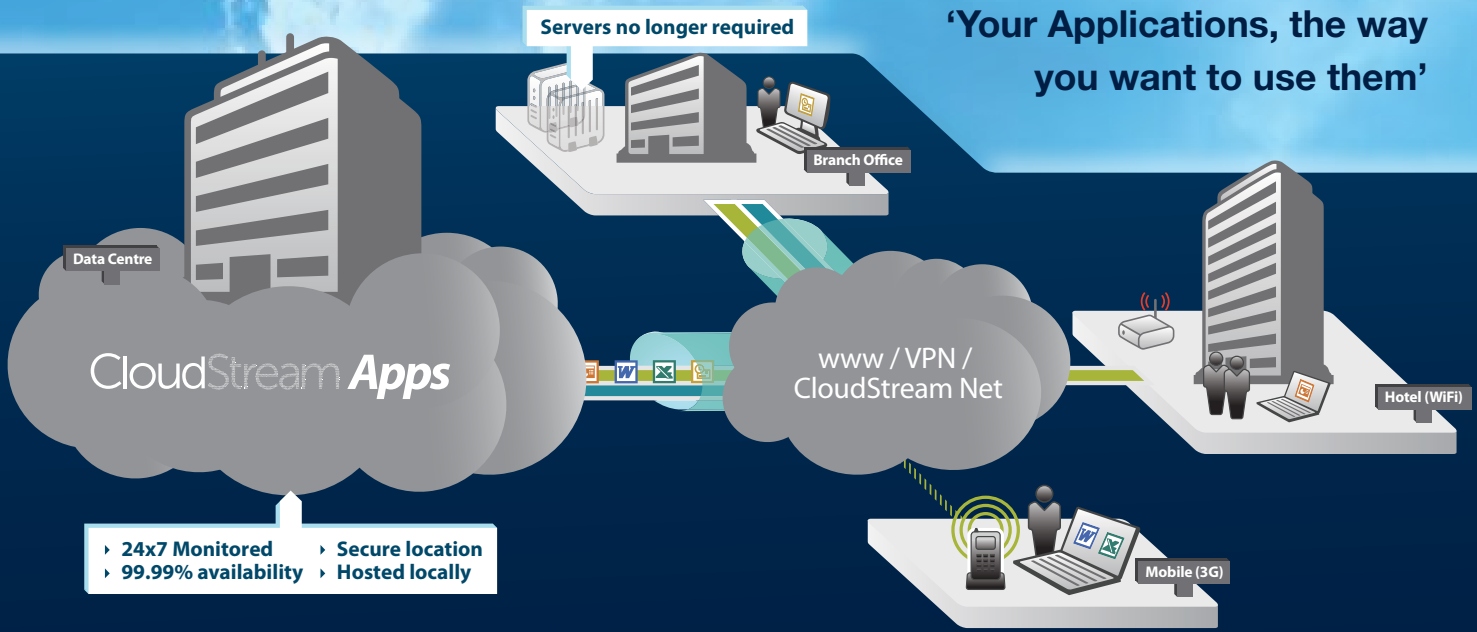 Servers no longer required
‘Your Applications, the way
you want to use them’
Branch Office
Data Centre
CloudStream Apps
www / VPN /
CloudStream Net
Hotel (WiFi)
24x7 Monitored
99.99% availability
Secure location
Hosted locally
Mobile (3G)
W
X
W
X